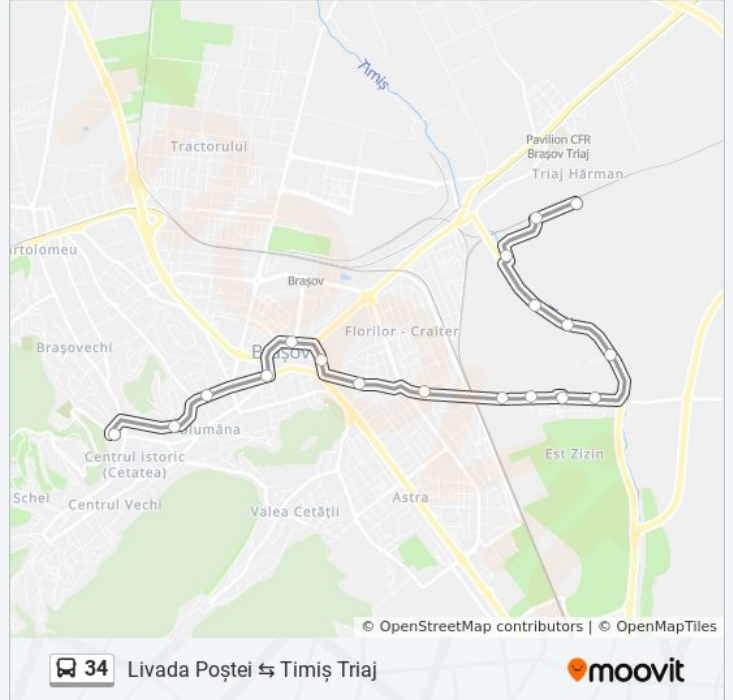 Timiș
Pavilion CFR
Brașov Triaj
Tractorului
Triaj Hărman
artolomeu
Brașov
Florilor - Craiter
Brașovechi
Brașov
Blumăna
Centrul istoric
(Cetatea)
Est Zizin
Schei
Centrul Vechi
Astra
Valea Cetății
© OpenStreetMap contributors | © OpenMapTiles
34 Livada Poștei ⇆ Timiș Triaj
moovit